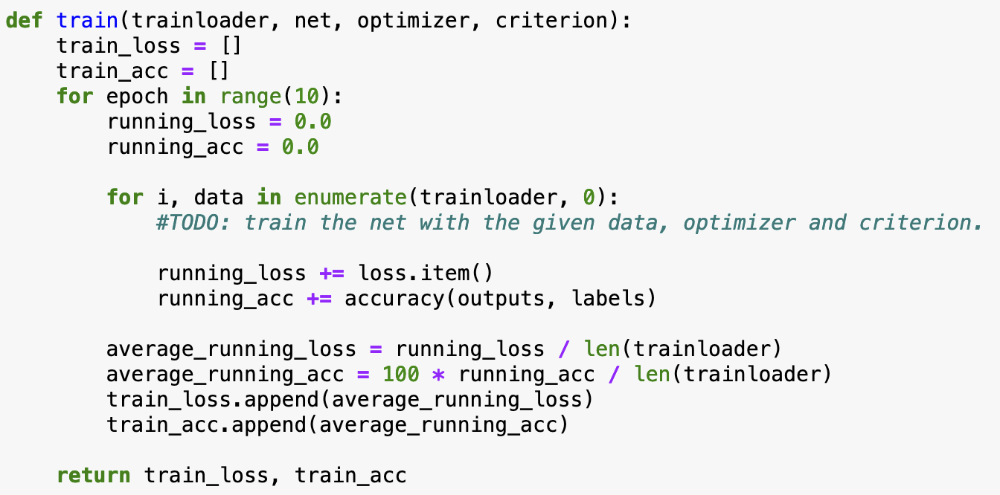 def train(trainloader, net, optimizer, criterion):
    train_loss = []
    train_acc = []
    for epoch in range(10):
        running_loss = 0.0
        running_acc = 0.0

        for i, data in enumerate(trainloader, 0):
            #TODO: train the net with the given data, optimizer and criterion.

            running_loss += loss.item()
            running_acc += accuracy(outputs, labels)

        average_running_loss = running_loss / len(trainloader)
        average_running_acc = 100 * running_acc / len(trainloader)
        train_loss.append(average_running_loss)
        train_acc.append(average_running_acc)

    return train_loss, train_acc